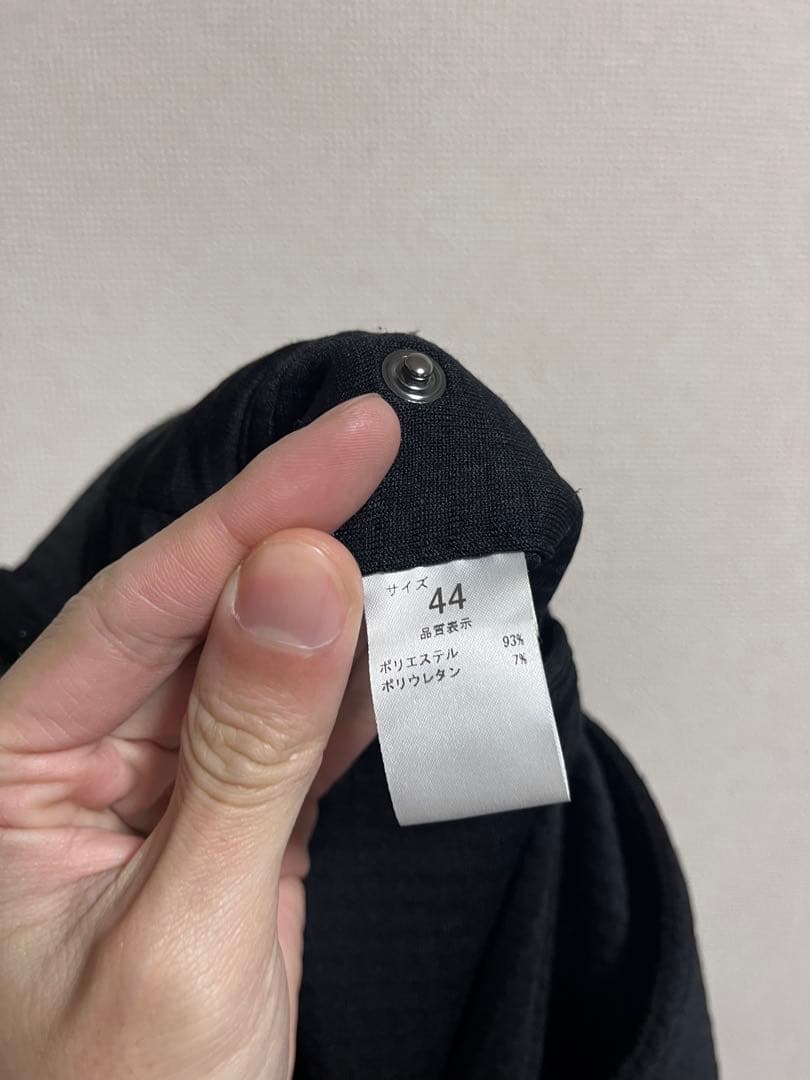 サイズ
44
品質表示
ポリエステル 93%
ポリウレタン 7%